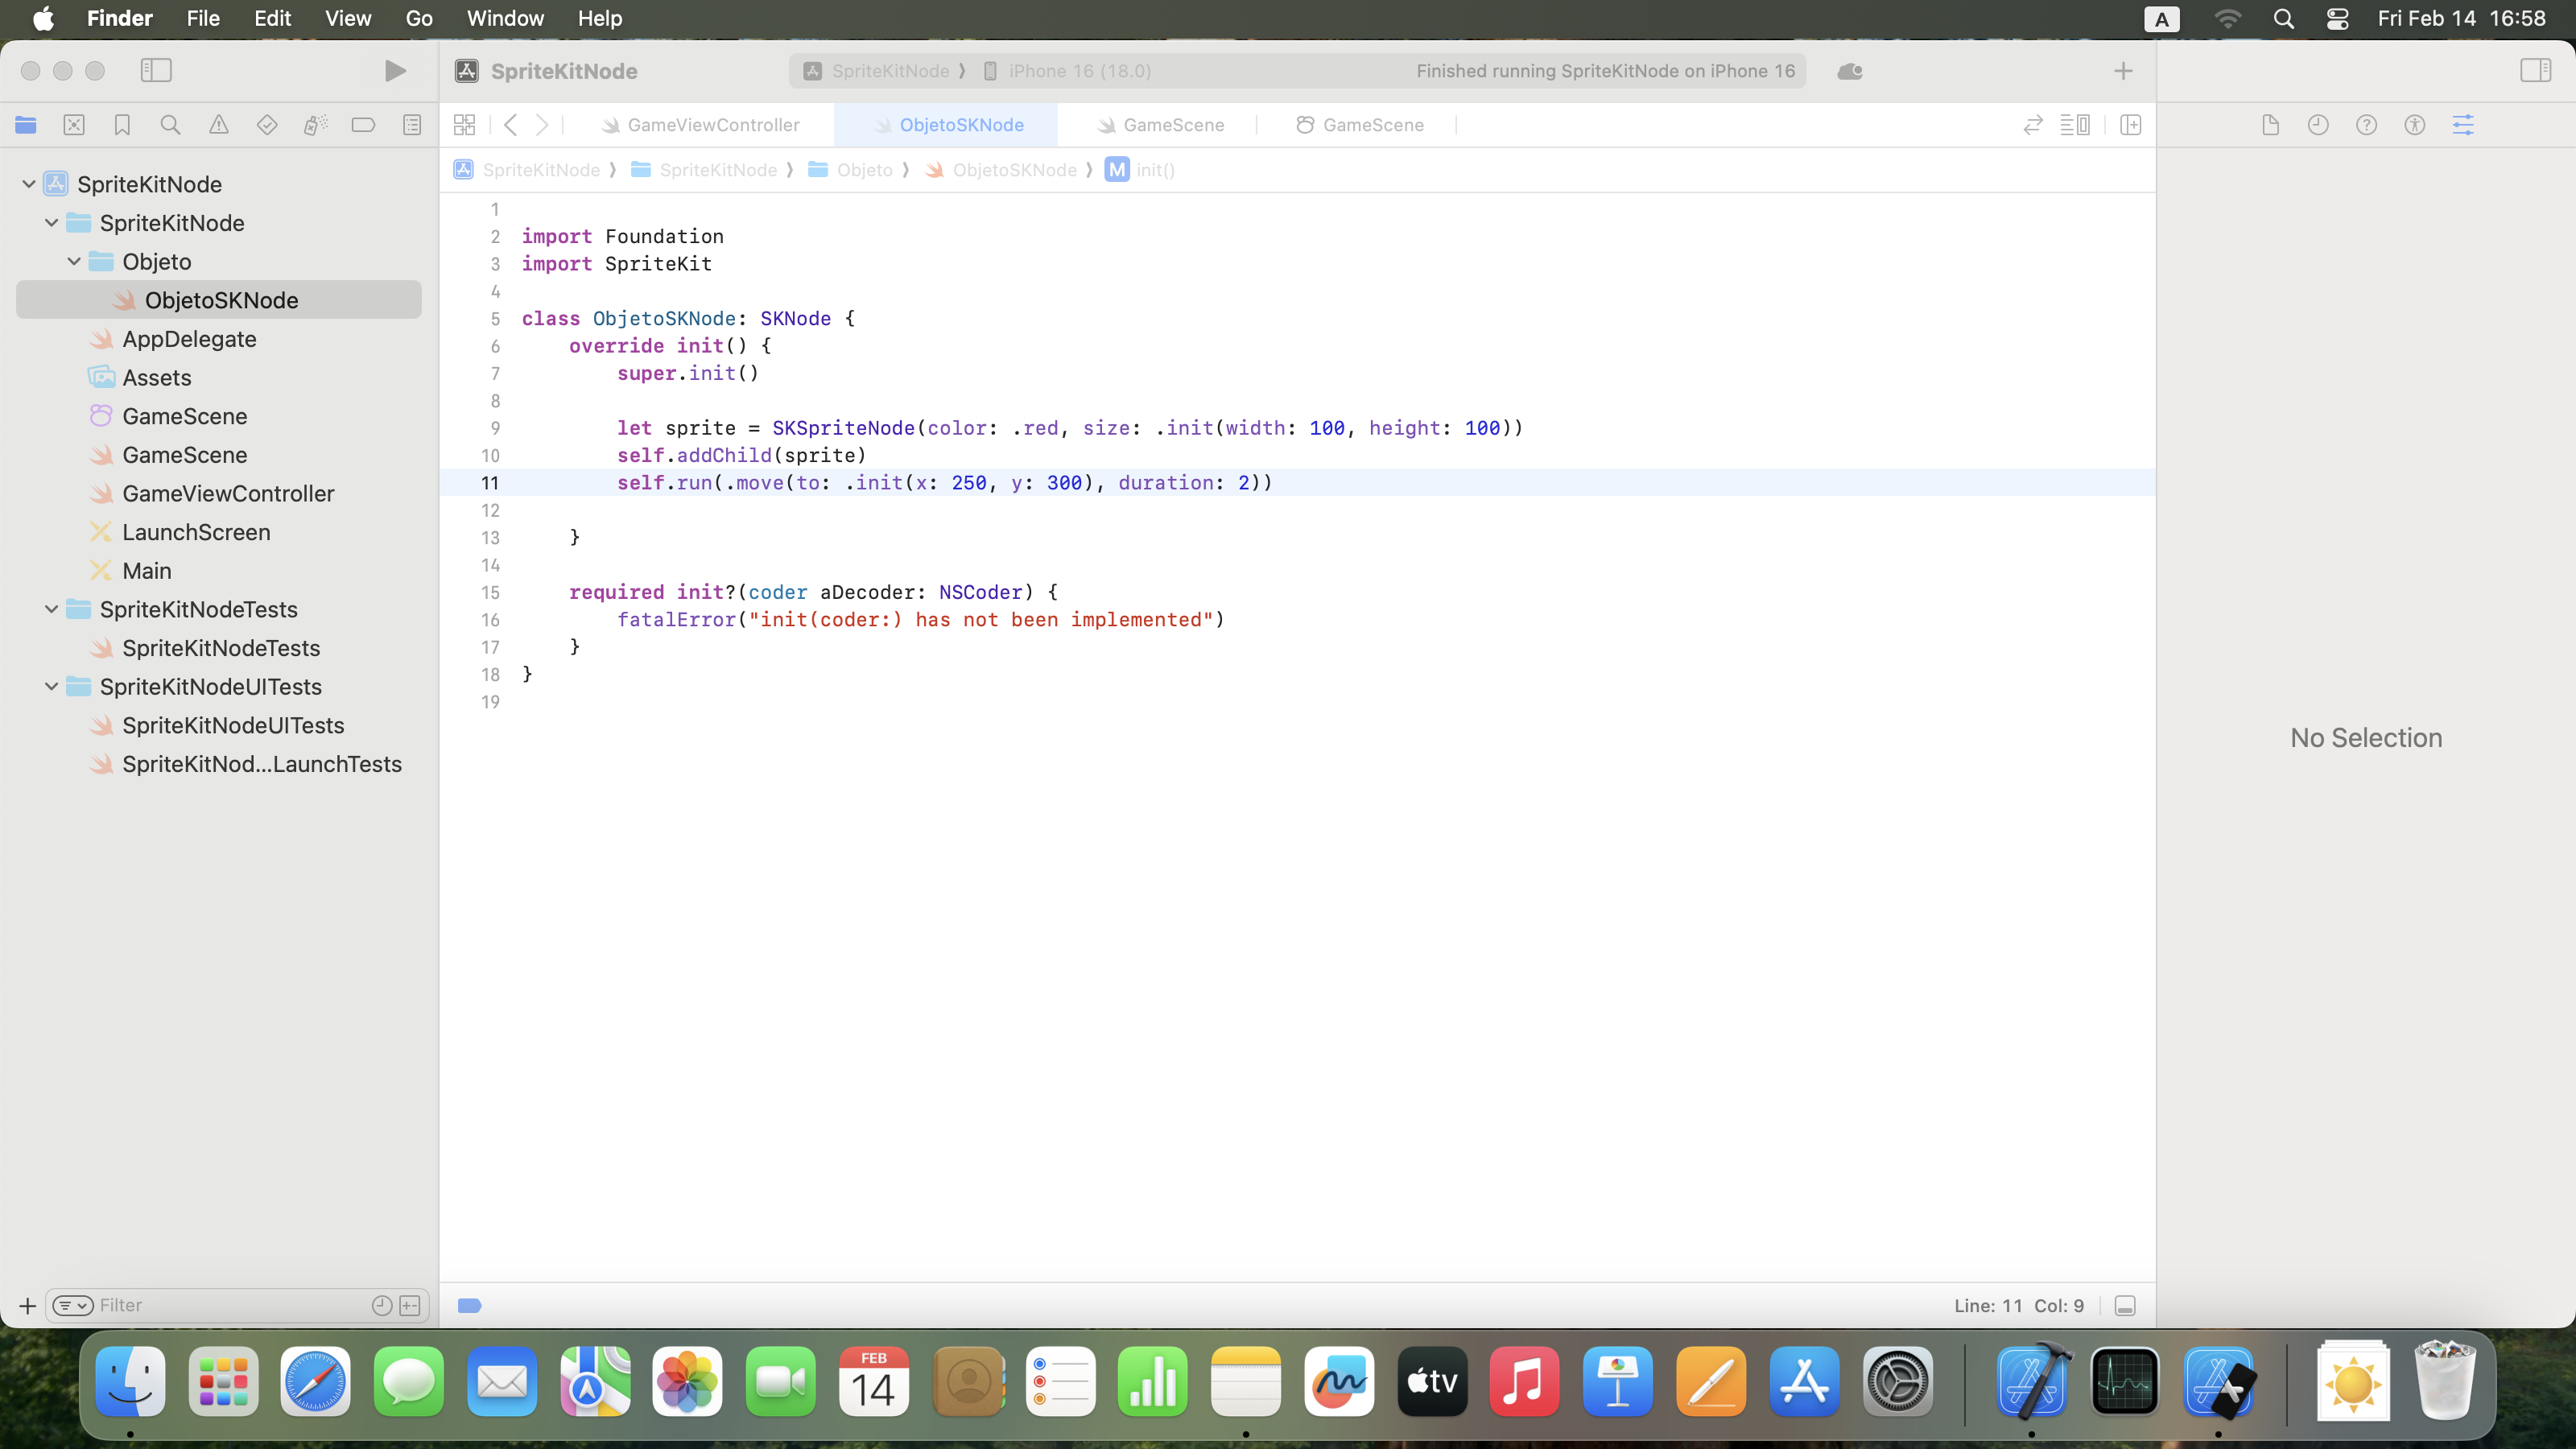 Finder File Edit View Go Window Help A Fri Feb 14 16:58
SpriteKitNode SpriteKitNode iPhone 16 (18.0) Finished running SpriteKitNode on iPhone 16
GameViewController ObjetoSKNode GameScene GameScene
SpriteKitNode SpriteKitNode Objeto ObjetoSKNode M init()
SpriteKitNode
SpriteKitNode
Objeto
ObjetoSKNode
AppDelegate
Assets
GameScene
GameScene
GameViewController
LaunchScreen
Main
SpriteKitNodeTests
SpriteKitNodeTests
SpriteKitNodeUITests
SpriteKitNodeUITests
SpriteKitNod...LaunchTests
Filter
1
2 import Foundation
3 import SpriteKit
4
5 class ObjetoSKNode: SKNode {
6 override init() {
7 super.init()
8
9 let sprite = SKSpriteNode(color: .red, size: .init(width: 100, height: 100))
10 self.addChild(sprite)
11 self.run(.move(to: .init(x: 250, y: 300), duration: 2))
12
13 }
14
15 required init?(coder aDecoder: NSCoder) {
16 fatalError("init(coder:) has not been implemented")
17 }
18 }
19
No Selection
Line: 11 Col: 9
FEB
14
tv